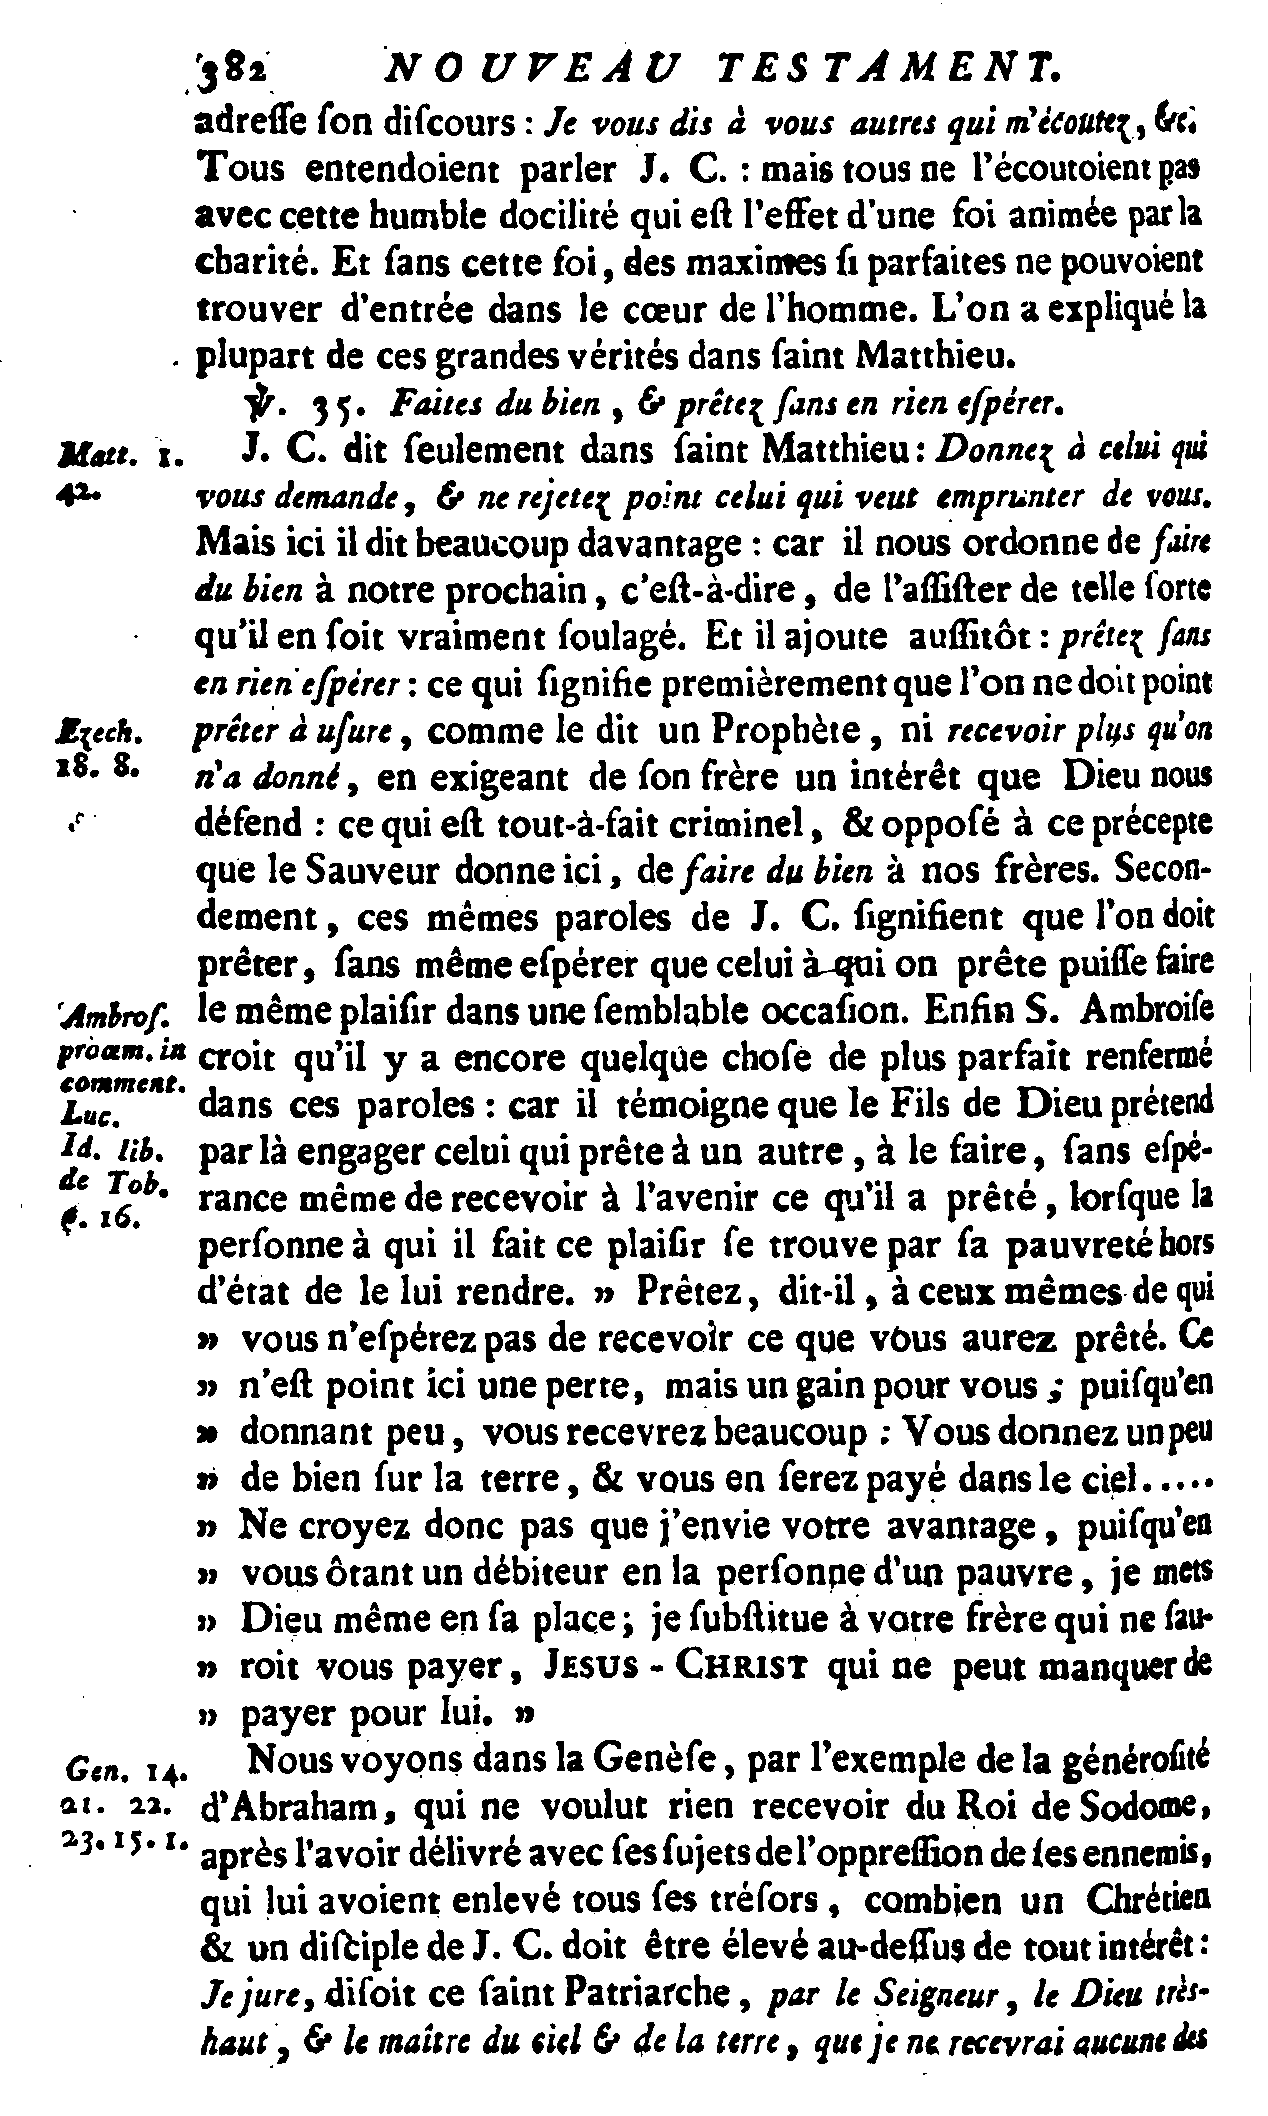 382 NOUVEAU TESTAMENT.
adreſſe ſon diſcours : Je vous dis à vous autres qui m'écoutez, &c.
Tous entendoient parler J. C. : mais tous ne l'écoutoient pas
avec cette humble docilité qui eſt l'effet d'une foi animée par la
charité. Et ſans cette foi, des maximes ſi parfaites ne pouvoient
trouver d'entrée dans le cœur de l'homme. L'on a expliqué la
plupart de ces grandes vérités dans ſaint Matthieu.
℣. 35. Faites du bien, & prêtez ſans en rien eſpérer.
Matt. 1.
42.
J. C. dit ſeulement dans ſaint Matthieu : Donnez à celui qui
vous demande, & ne rejetez point celui qui veut emprunter de vous.
Mais ici il dit beaucoup davantage : car il nous ordonne de faire
du bien à notre prochain, c'eſt-à-dire, de l'aſſiſter de telle ſorte
qu'il en ſoit vraiment ſoulagé. Et il ajoute auſſitôt : prêtez ſans
en rien eſpérer : ce qui ſignifie premièrement que l'on ne doit point
Ezech.
18. 8.
prêter à uſure, comme le dit un Prophète, ni recevoir plus qu'on
n'a donné, en exigeant de ſon frère un intérêt que Dieu nous
défend : ce qui eſt tout-à-fait criminel, & oppoſé à ce précepte
que le Sauveur donne ici, de faire du bien à nos frères. Secon-
dement, ces mêmes paroles de J. C. ſignifient que l'on doit
prêter, ſans même eſpérer que celui à qui on prête puiſſe faire
le même plaiſir dans une ſemblable occaſion. Enfin S. Ambroiſe
Ambroſ.
proœm. in
comment.
Luc.
Id. lib.
de Tob.
c. 16.
croit qu'il y a encore quelque choſe de plus parfait renfermé
dans ces paroles : car il témoigne que le Fils de Dieu prétend
par là engager celui qui prête à un autre, à le faire, ſans eſpé-
rance même de recevoir à l'avenir ce qu'il a prêté, lorſque la
perſonne à qui il fait ce plaiſir ſe trouve par ſa pauvreté hors
d'état de le lui rendre. » Prêtez, dit-il, à ceux mêmes de qui
» vous n'eſpérez pas de recevoir ce que vous aurez prêté. Ce
» n'eſt point ici une perte, mais un gain pour vous ; puiſqu'en
» donnant peu, vous recevrez beaucoup : Vous donnez un peu
» de bien ſur la terre, & vous en ſerez payé dans le ciel.....
» Ne croyez donc pas que j'envie votre avantage, puiſqu'en
» vous ôtant un débiteur en la perſonne d'un pauvre, je mets
» Dieu même en ſa place ; je ſubſtitue à votre frère qui ne ſau-
» roit vous payer, JESUS-CHRIST qui ne peut manquer de
» payer pour lui. »
Gen. 14.
21. 22.
23. 15. 1.
Nous voyons dans la Genèſe, par l'exemple de la généroſité
d'Abraham, qui ne voulut rien recevoir du Roi de Sodome,
après l'avoir délivré avec ſes ſujets de l'oppreſſion de ſes ennemis,
qui lui avoient enlevé tous ſes tréſors, combien un Chrétien
& un diſciple de J. C. doit être élevé au-deſſus de tout intérêt :
Je jure, diſoit ce ſaint Patriarche, par le Seigneur, le Dieu très-
haut, & le maître du ciel & de la terre, que je ne recevrai aucune des